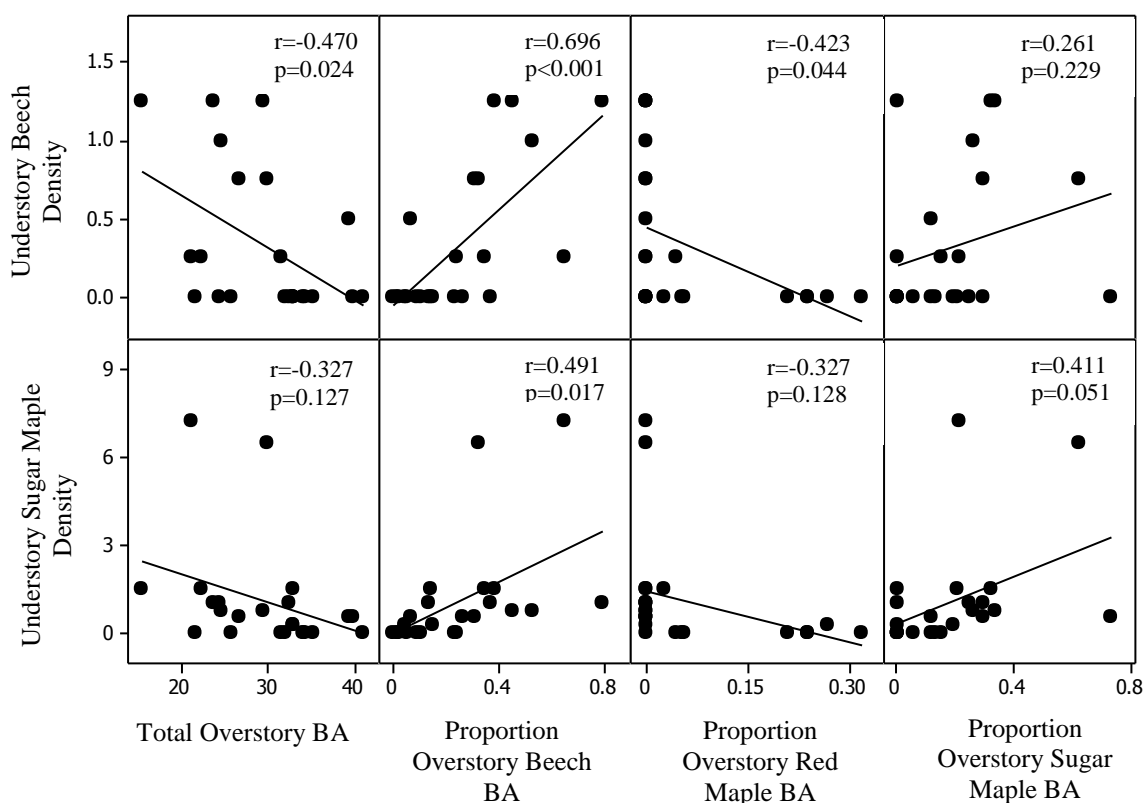 r=-0.470
p=0.024
r=0.696
p<0.001
r=-0.423
p=0.044
r=0.261
p=0.229
1.5
1.0
0.5
0.0
Understory Beech
Density
r=-0.327
p=0.127
r=0.491
p=0.017
r=-0.327
p=0.128
r=0.411
p=0.051
9
6
3
0
Understory Sugar Maple
Density
20 30 40
0 0.4 0.8
0 0.15 0.30
0 0.4 0.8
Total Overstory BA
Proportion
Overstory Beech
BA
Proportion
Overstory Red
Maple BA
Proportion
Overstory Sugar
Maple BA